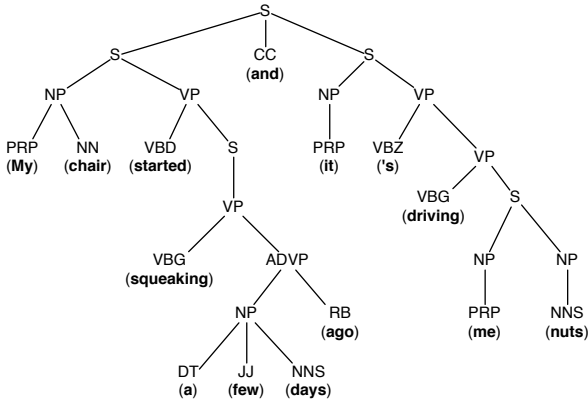 S
S CC S
(and)
NP VP NP VP
PRP NN VBD S PRP VBZ VP
(My) (chair) (started) (it) ('s)
VP VBG S
(driving)
VBG ADVP NP NP
(squeaking)
NP RB PRP NNS
(ago) (me) (nuts)
DT JJ NNS
(a) (few) (days)